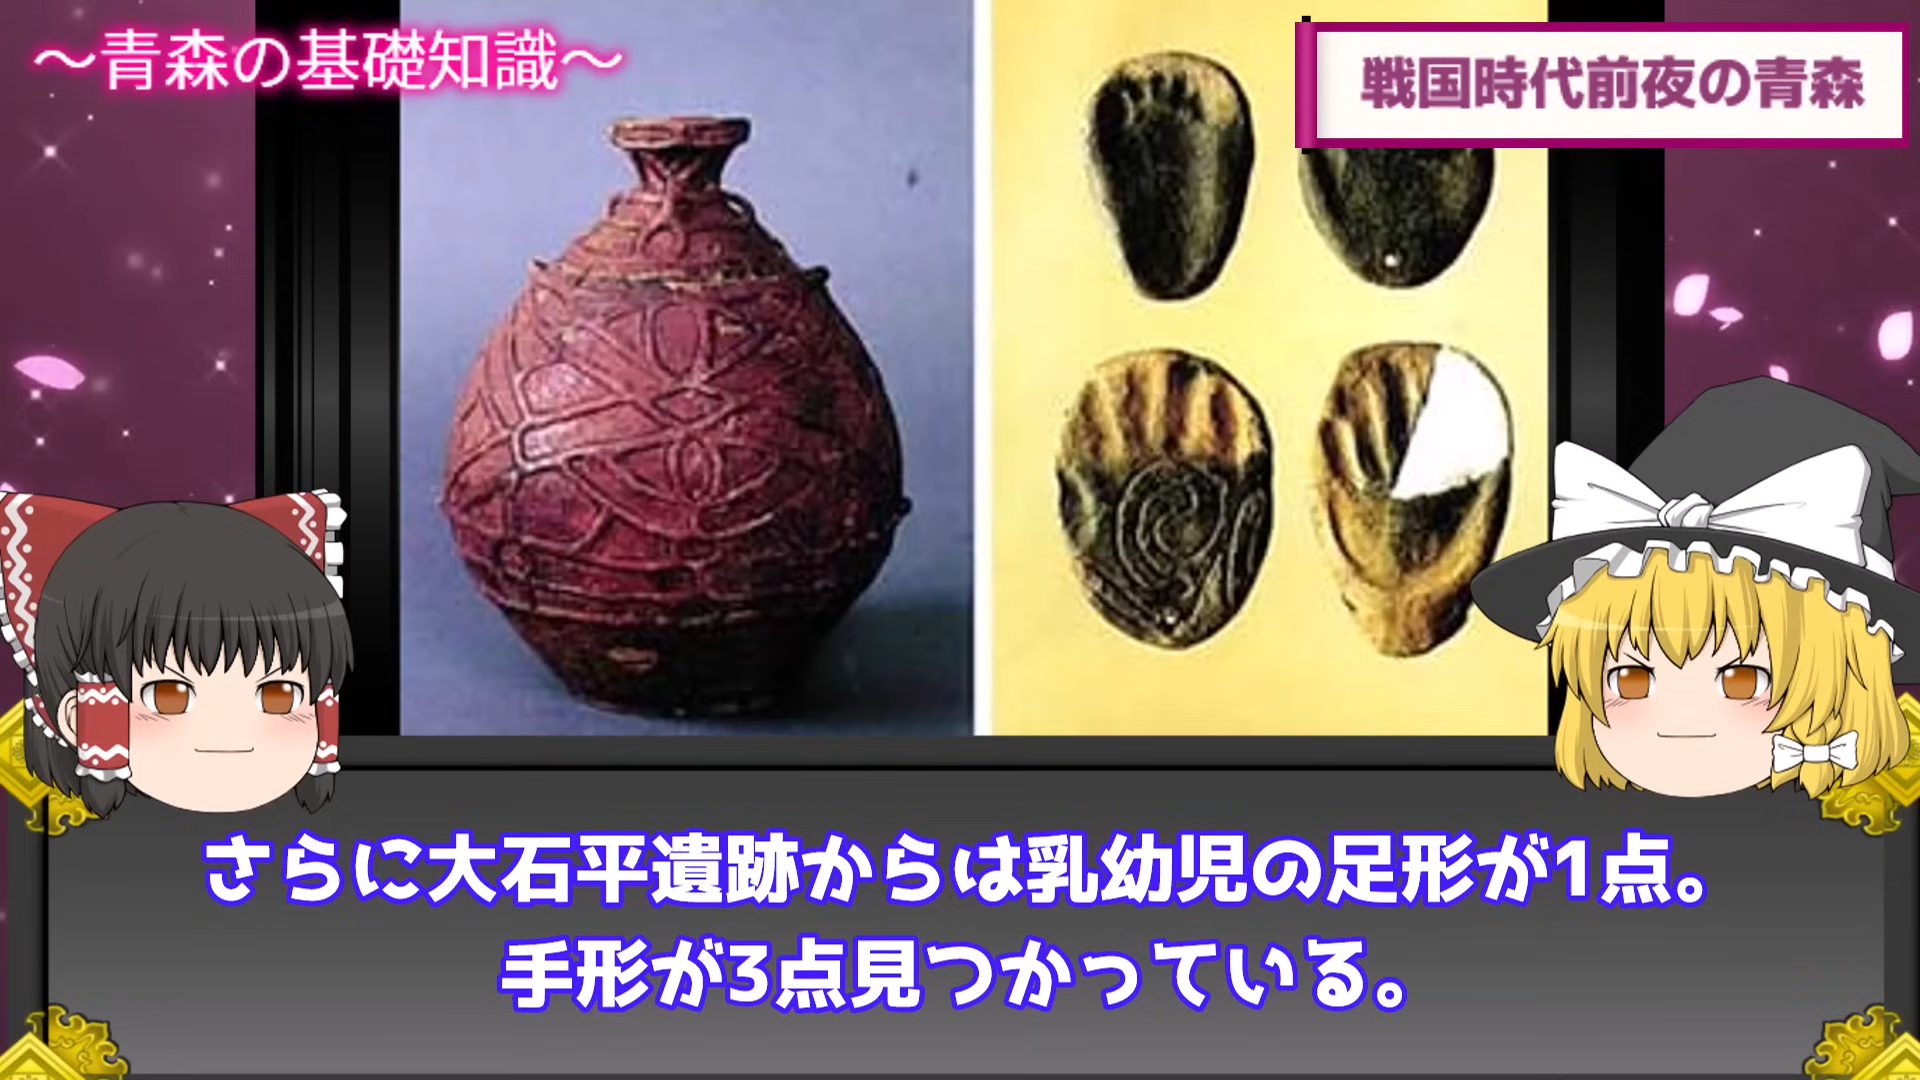 ～青森の基礎知識～
戦国時代前夜の青森
さらに大石平遺跡からは乳幼児の足形が1点。
手形が3点見つかっている。